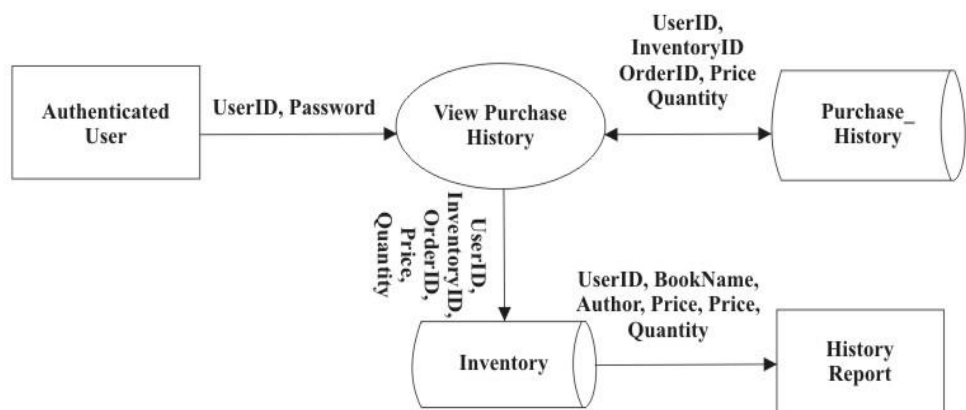 Authenticated
User
UserID, Password
View Purchase
History
UserID,
InventoryID
OrderID, Price
Quantity
Purchase_
History
UserID,
InventoryID,
OrderID,
Price,
Quantity
Inventory
UserID, BookName,
Author, Price, Price,
Quantity
History
Report